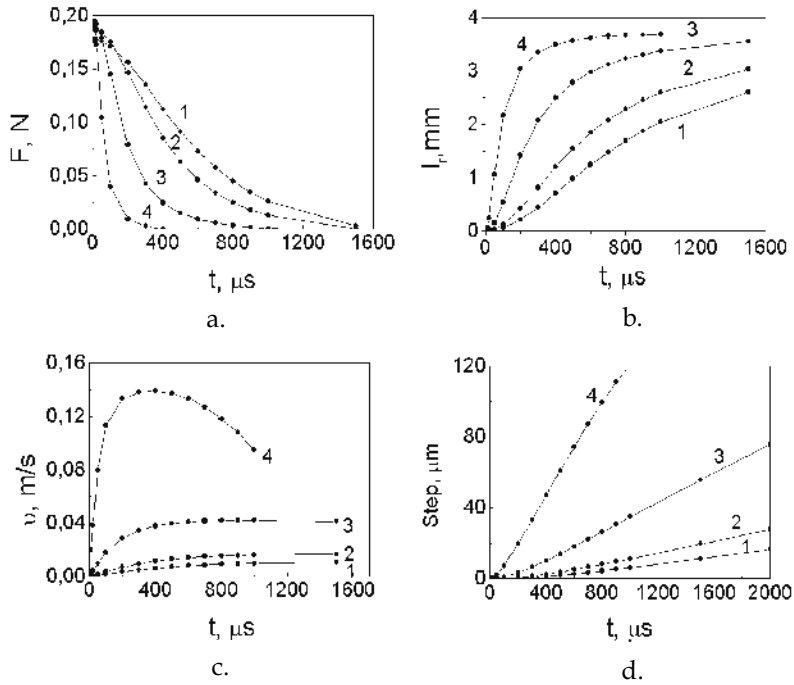 0,20
0,15
0,10
0,05
0,00
F, N
1
2
3
4
0 400 800 1200 1600
t, μs
a.
4
3
2
1
0
l_r, mm
4
3
2
1
0 400 800 1200 1600
t, μs
b.
0,16
0,12
0,08
0,04
0,00
υ, m/s
4
3
2
1
0 400 800 1200 1600
t, μs
c.
120
80
40
0
Step, μm
4
3
2
1
0 400 800 1200 1600 2000
t, μs
d.